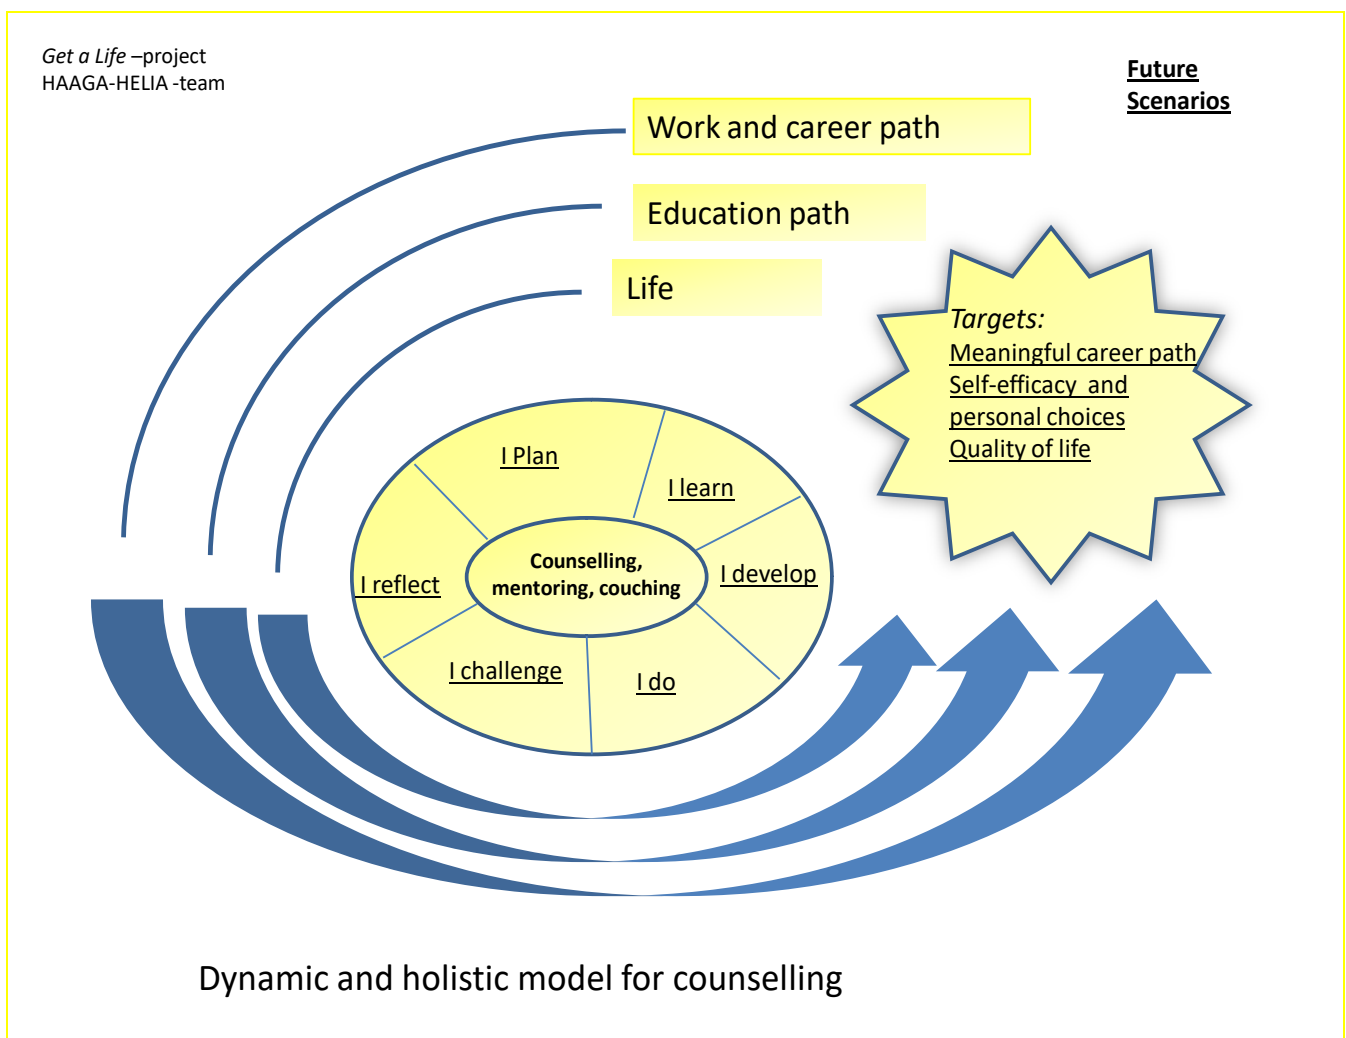 Get a Life –project
HAAGA-HELIA -team
Future
Scenarios
Work and career path
Education path
Life
Targets:
Meaningful career path
Self-efficacy and
personal choices
Quality of life
I Plan
I learn
I develop
I do
I challenge
I reflect
Counselling,
mentoring, couching
Dynamic and holistic model for counselling